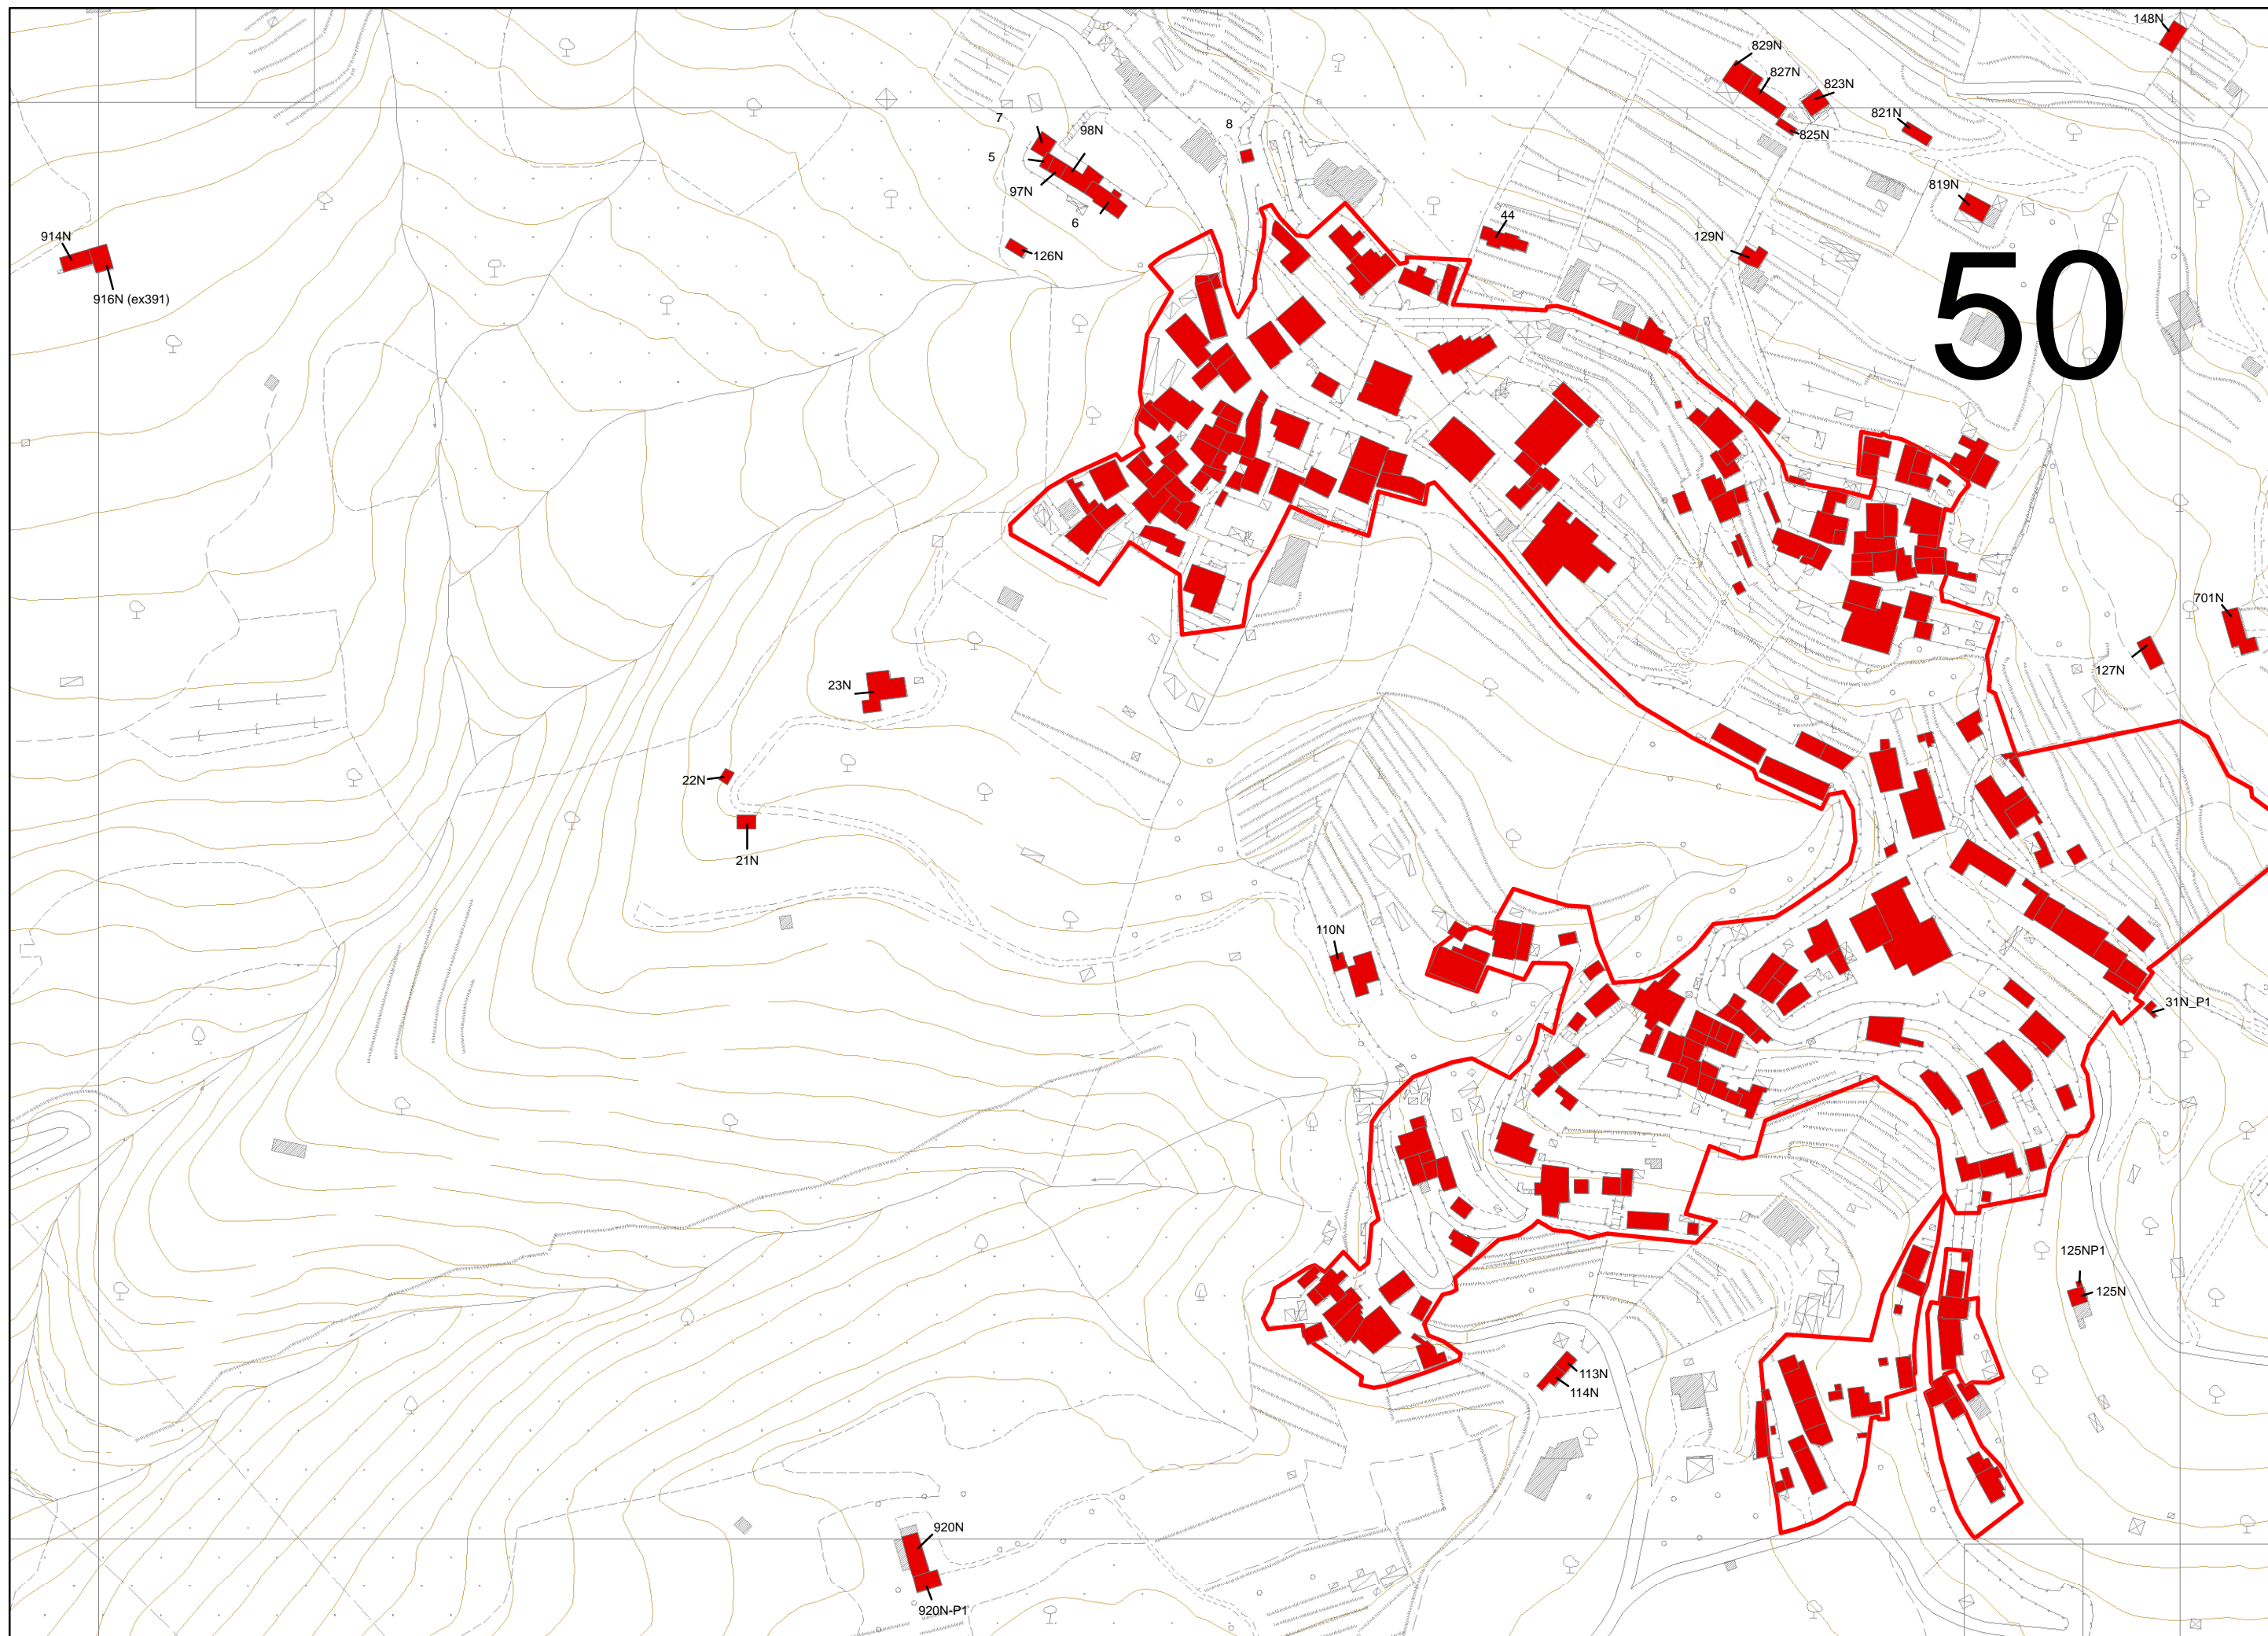 148N
829N
827N
823N
821N
825N
7
98N
8
5
97N
6
819N
44
129N
914N
126N
916N (ex391)
50
701N
127N
23N
22N
21N
110N
31N_P1
125NP1
125N
113N
114N
920N
920N-P1